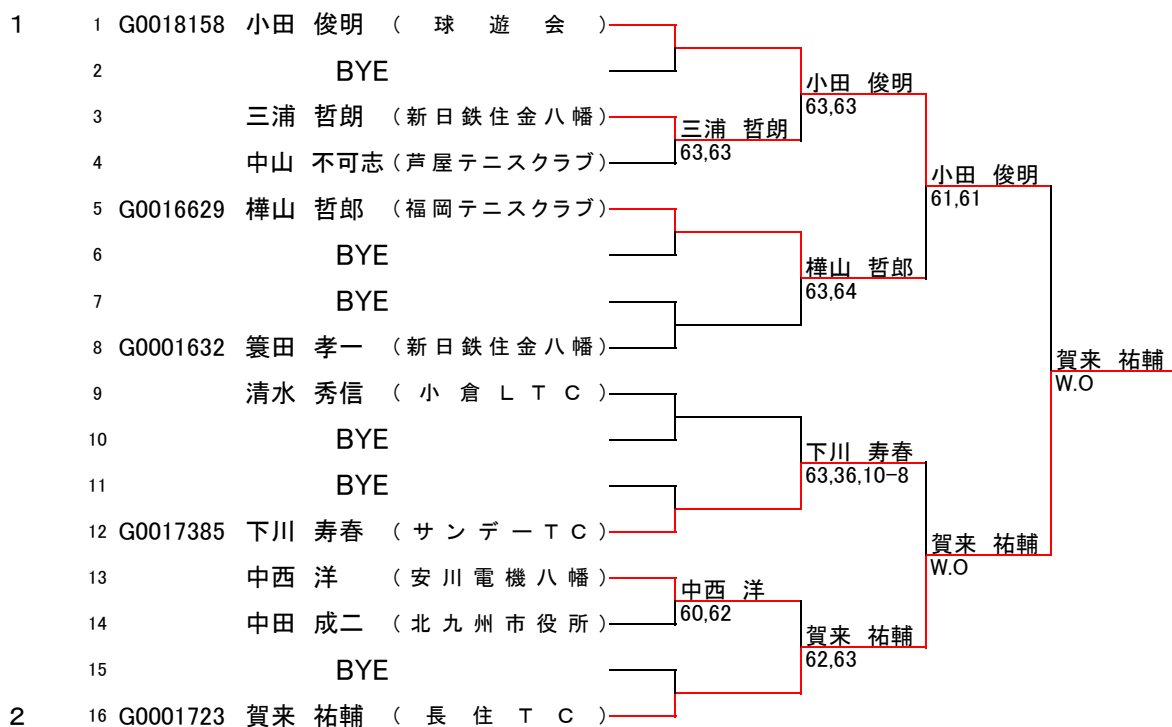 1 1 G0018158 小田 俊明 ( 球 遊 会 )
2 BYE
小田 俊明
63,63
3 三浦 哲朗 (新日鉄住金八幡)
三浦 哲朗
63,63
4 中山 不可志 (芦屋テニスクラブ)
小田 俊明
61,61
5 G0016629 樺山 哲郎 (福岡テニスクラブ)
6 BYE
樺山 哲郎
63,64
7 BYE
8 G0001632 簑田 孝一 (新日鉄住金八幡)
賀来 祐輔
W.O
9 清水 秀信 ( 小 倉 L T C )
10 BYE
下川 寿春
63,36,10-8
11 BYE
12 G0017385 下川 寿春 ( サ ン デ ー T C )
賀来 祐輔
W.O
13 中西 洋 ( 安 川 電 機 八 幡 )
中西 洋
60,62
14 中田 成二 ( 北 九 州 市 役 所 )
賀来 祐輔
62,63
15 BYE
2 16 G0001723 賀来 祐輔 ( 長 住 T C )